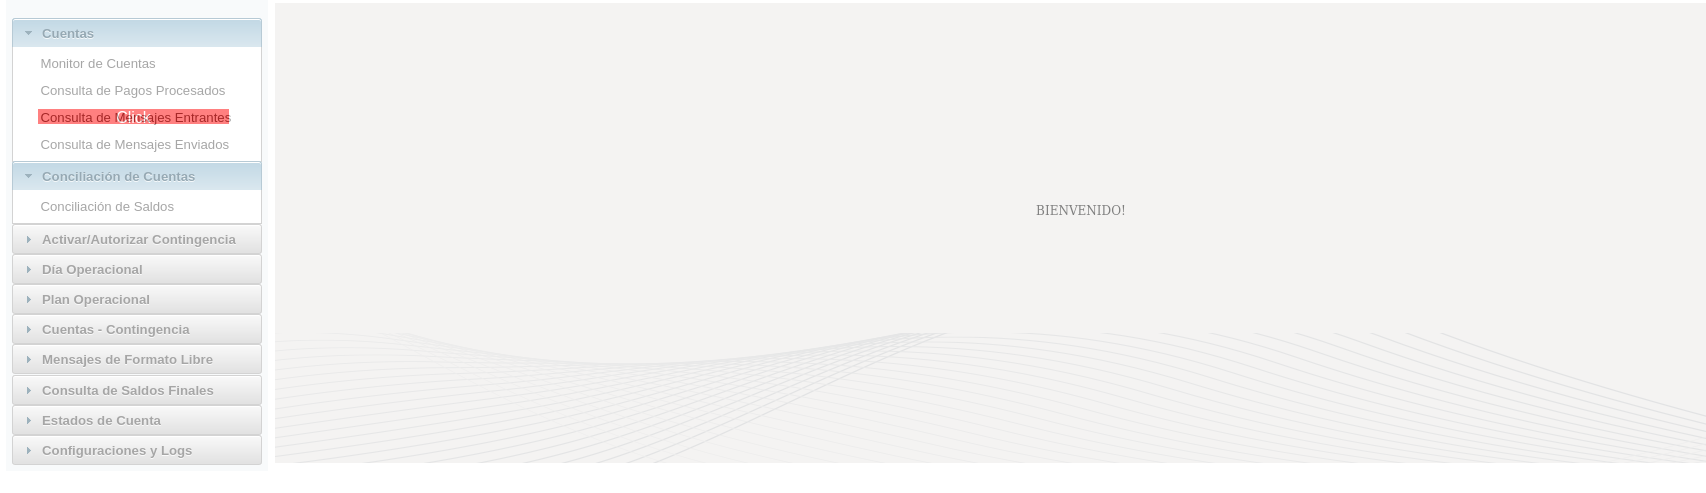 Cuentas
Monitor de Cuentas
Consulta de Pagos Procesados
Consulta de Mensajes Entrantes
Click
Consulta de Mensajes Enviados
Conciliación de Cuentas
Conciliación de Saldos
Activar/Autorizar Contingencia
Día Operacional
Plan Operacional
Cuentas - Contingencia
Mensajes de Formato Libre
Consulta de Saldos Finales
Estados de Cuenta
Configuraciones y Logs
BIENVENIDO!